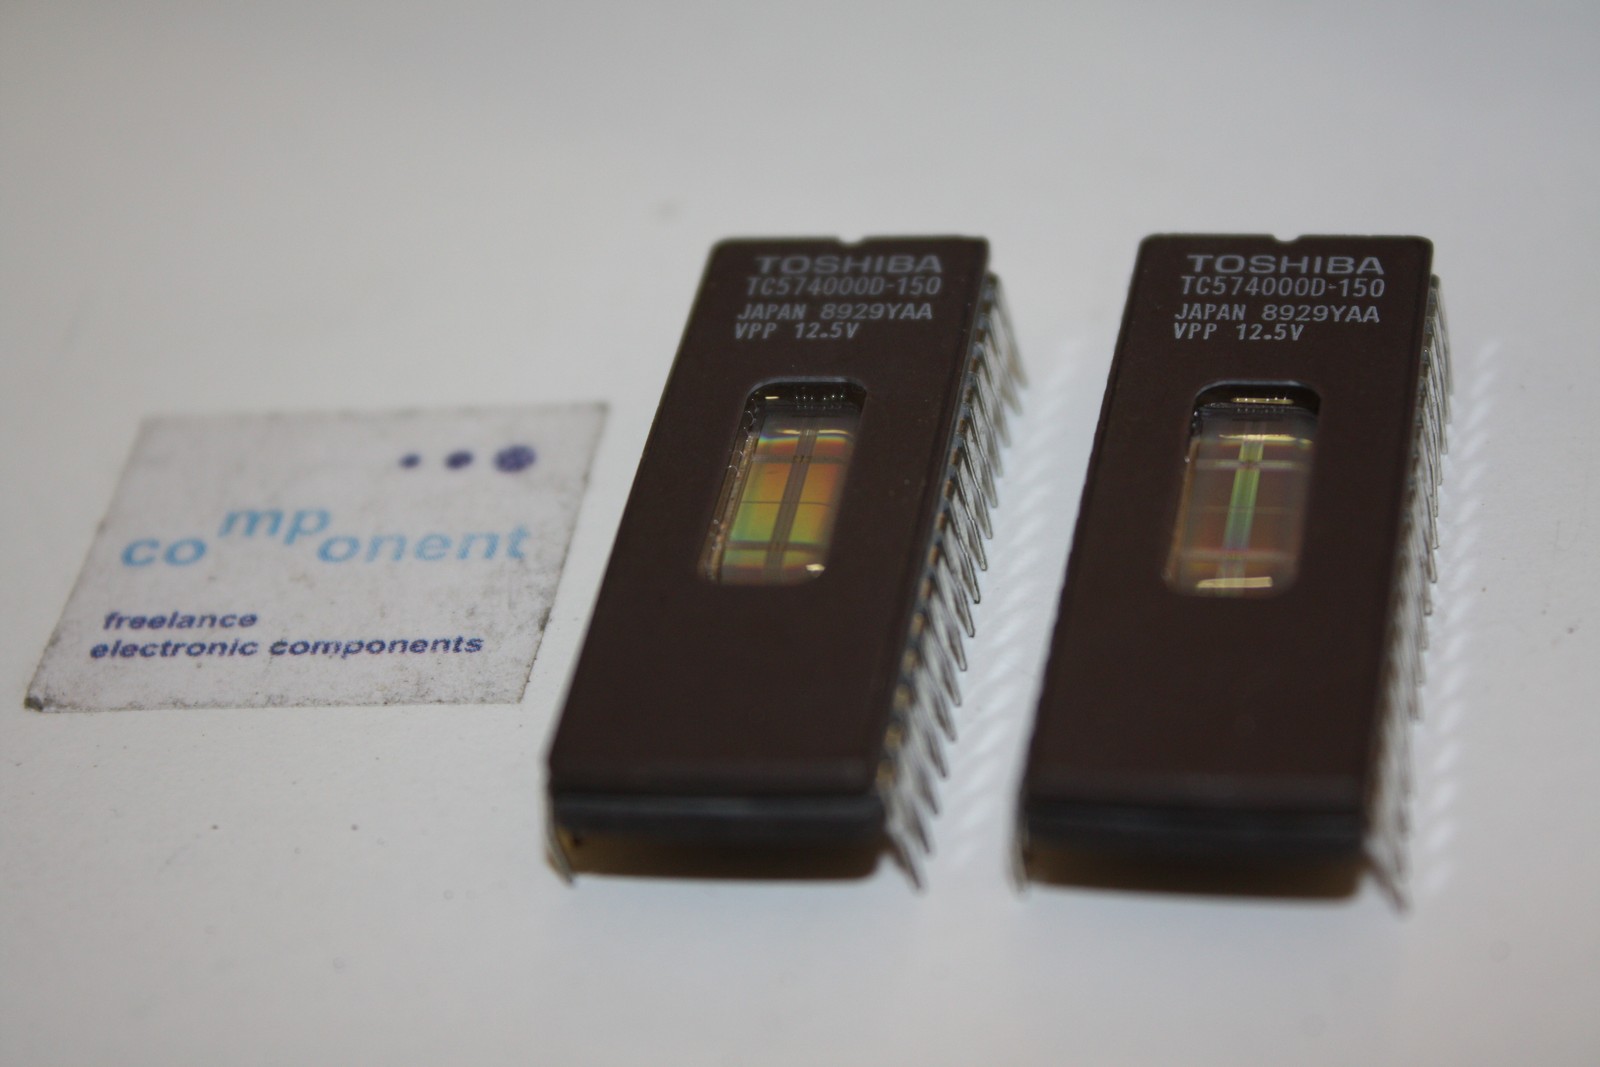 component
freelance
electronic components
TOSHIBA
TC574000D-150
JAPAN 8929YAA
VPP 12.5V
TOSHIBA
TC574000D-150
JAPAN 8929YAA
VPP 12.5V